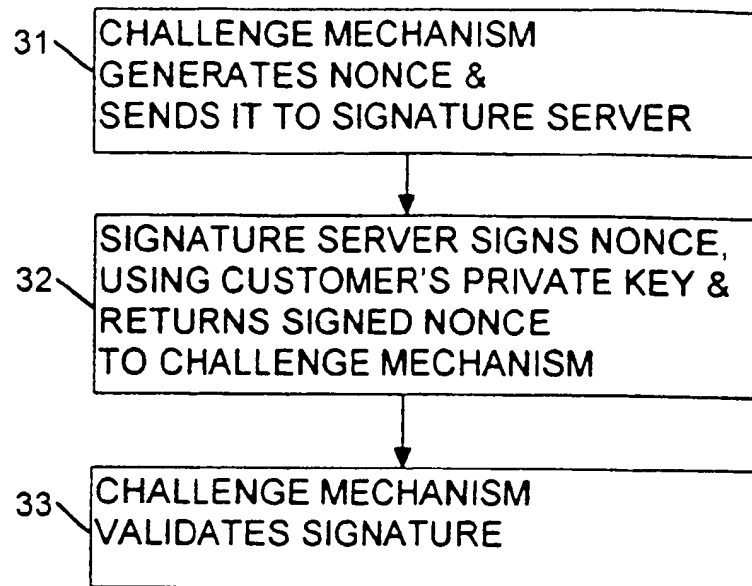 31
CHALLENGE MECHANISM
GENERATES NONCE &
SENDS IT TO SIGNATURE SERVER
32
SIGNATURE SERVER SIGNS NONCE,
USING CUSTOMER'S PRIVATE KEY &
RETURNS SIGNED NONCE
TO CHALLENGE MECHANISM
33
CHALLENGE MECHANISM
VALIDATES SIGNATURE